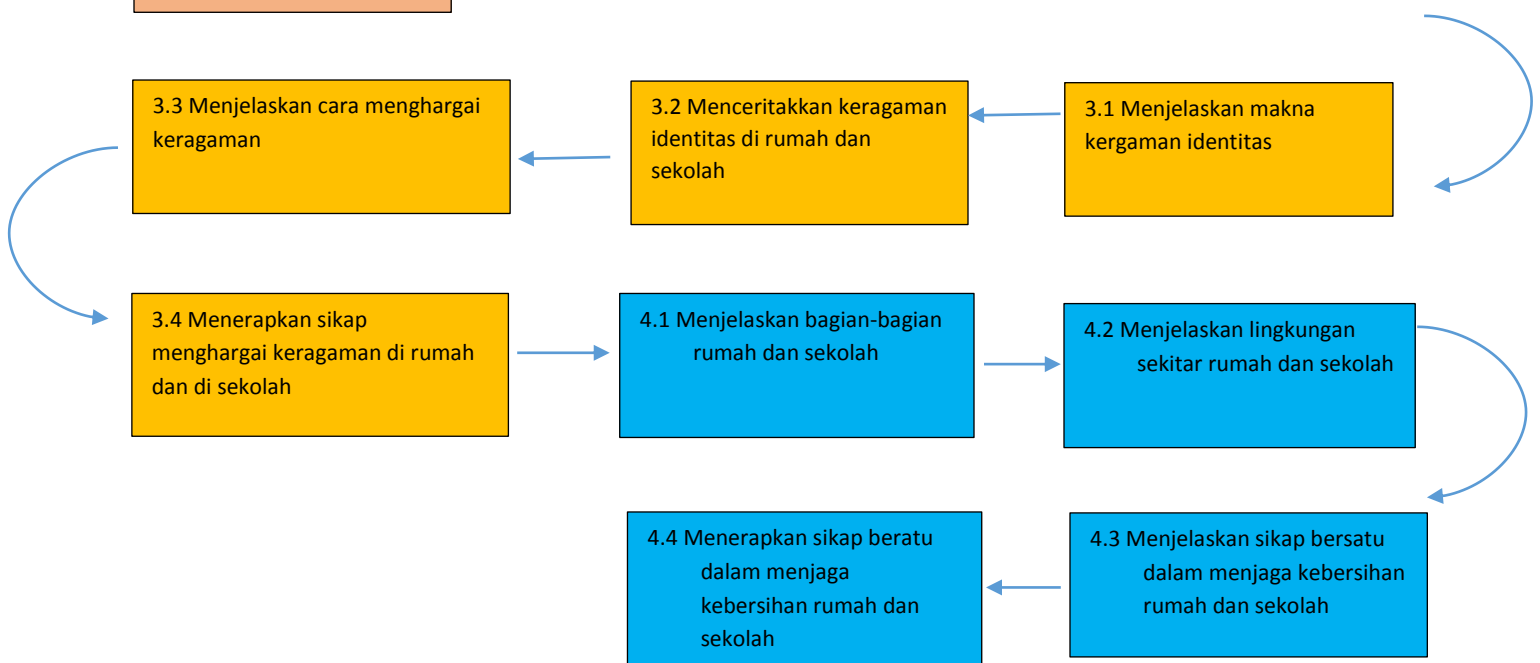 3.3 Menjelaskan cara menghargai
keragaman
3.2 Menceritakkan keragaman
identitas di rumah dan
sekolah
3.1 Menjelaskan makna
kergaman identitas
3.4 Menerapkan sikap
menghargai keragaman di rumah
dan di sekolah
4.1 Menjelaskan bagian-bagian
rumah dan sekolah
4.2 Menjelaskan lingkungan
sekitar rumah dan sekolah
4.4 Menerapkan sikap beratu
dalam menjaga
kebersihan rumah dan
sekolah
4.3 Menjelaskan sikap bersatu
dalam menjaga kebersihan
rumah dan sekolah